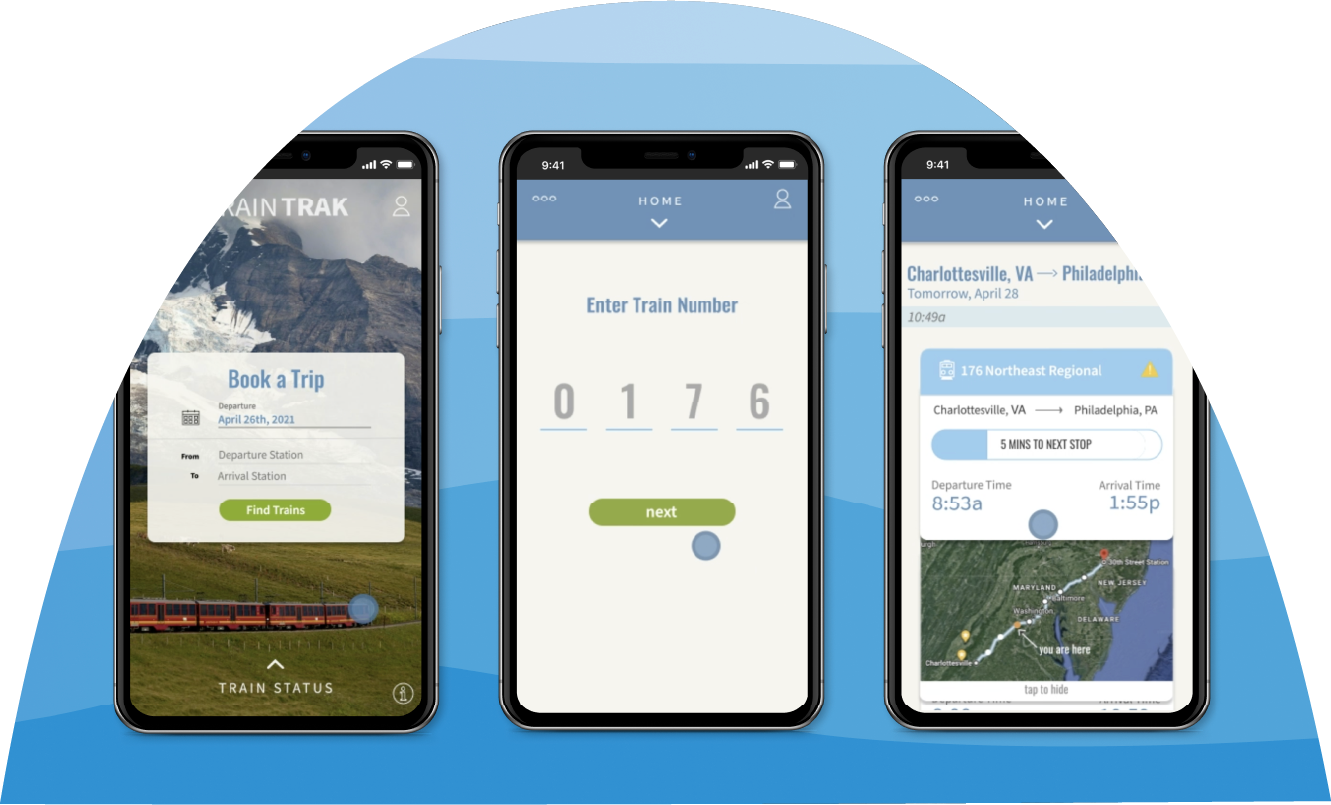 RAIN TRAK
Book a Trip
Departure
April 26th, 2021
From Departure Station
To Arrival Station
Find Trains
TRAIN STATUS
9:41
HOME
Enter Train Number
0 1 7 6
next
9:41
HOME
Charlottesville, VA → Philadelphi
Tomorrow, April 28
10:49a
176 Northeast Regional
Charlottesville, VA → Philadelphia, PA
5 MINS TO NEXT STOP
Departure Time Arrival Time
8:53a 1:55p
30th Street Station
MARYLAND
NEW JERSEY
Baltimore
Washington
DELAWARE
you are here
Charlottesville
tap to hide